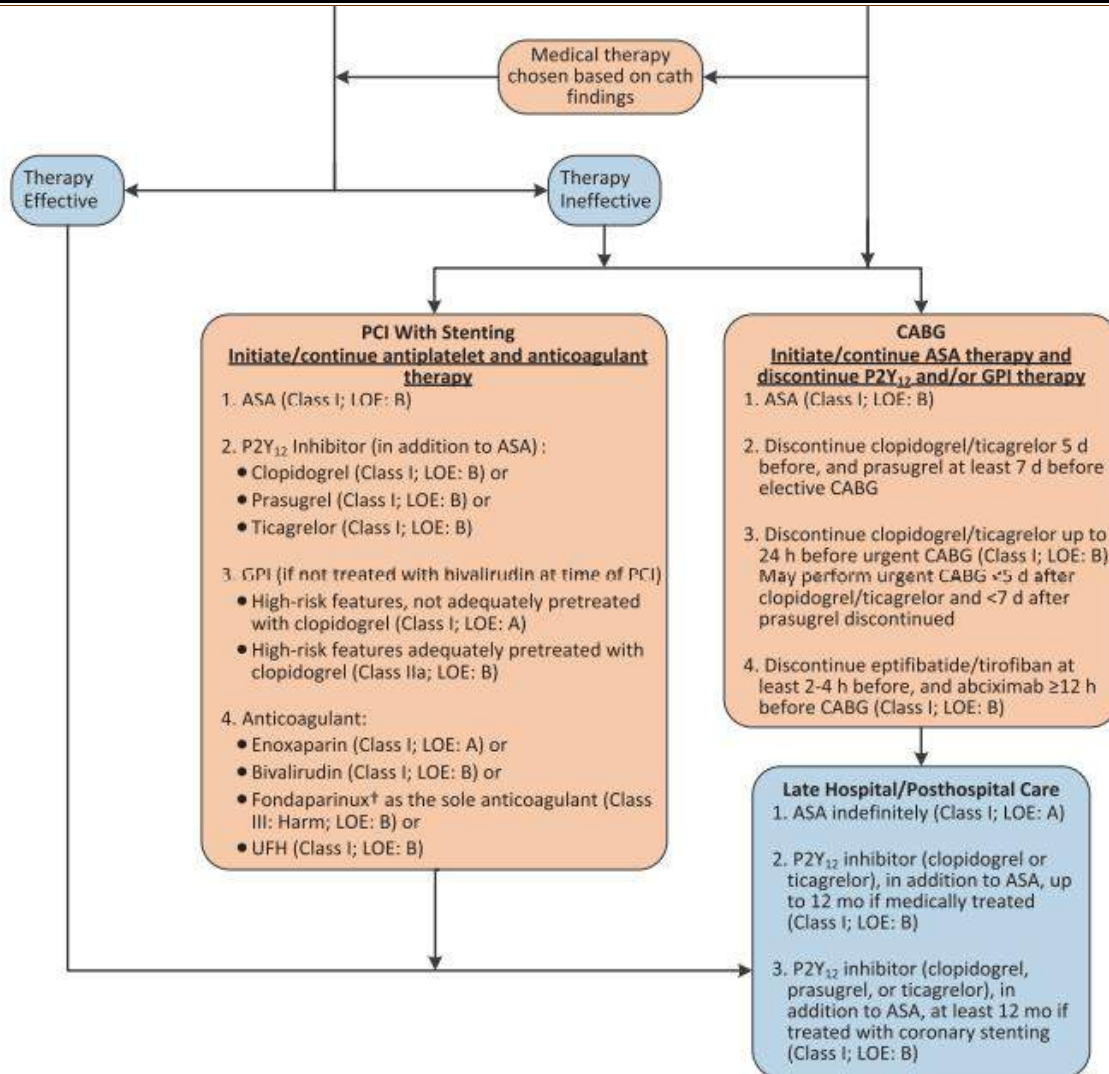 Medical therapy
chosen based on cath
findings
Therapy
Effective
Therapy
Ineffective
PCI With Stenting
Initiate/continue antiplatelet and anticoagulant
therapy
1. ASA (Class I; LOE: B)
2. P2Y₁₂ Inhibitor (in addition to ASA) :
● Clopidogrel (Class I; LOE: B) or
● Prasugrel (Class I; LOE: B) or
● Ticagrelor (Class I; LOE: B)
3. GPI (if not treated with bivalirudin at time of PCI)
● High-risk features, not adequately pretreated
with clopidogrel (Class I; LOE: A)
● High-risk features adequately pretreated with
clopidogrel (Class IIa; LOE: B)
4. Anticoagulant:
● Enoxaparin (Class I; LOE: A) or
● Bivalirudin (Class I; LOE: B) or
● Fondaparinux† as the sole anticoagulant (Class
III: Harm; LOE: B) or
● UFH (Class I; LOE: B)
CABG
Initiate/continue ASA therapy and
discontinue P2Y₁₂ and/or GPI therapy
1. ASA (Class I; LOE: B)
2. Discontinue clopidogrel/ticagrelor 5 d
before, and prasugrel at least 7 d before
elective CABG
3. Discontinue clopidogrel/ticagrelor up to
24 h before urgent CABG (Class I; LOE: B)
May perform urgent CABG <5 d after
clopidogrel/ticagrelor and <7 d after
prasugrel discontinued
4. Discontinue eptifibatide/tirofiban at
least 2-4 h before, and abciximab ≥12 h
before CABG (Class I; LOE: B)
Late Hospital/Posthospital Care
1. ASA indefinitely (Class I; LOE: A)
2. P2Y₁₂ inhibitor (clopidogrel or
ticagrelor), in addition to ASA, up
to 12 mo if medically treated
(Class I; LOE: B)
3. P2Y₁₂ inhibitor (clopidogrel,
prasugrel, or ticagrelor), in
addition to ASA, at least 12 mo if
treated with coronary stenting
(Class I; LOE: B)